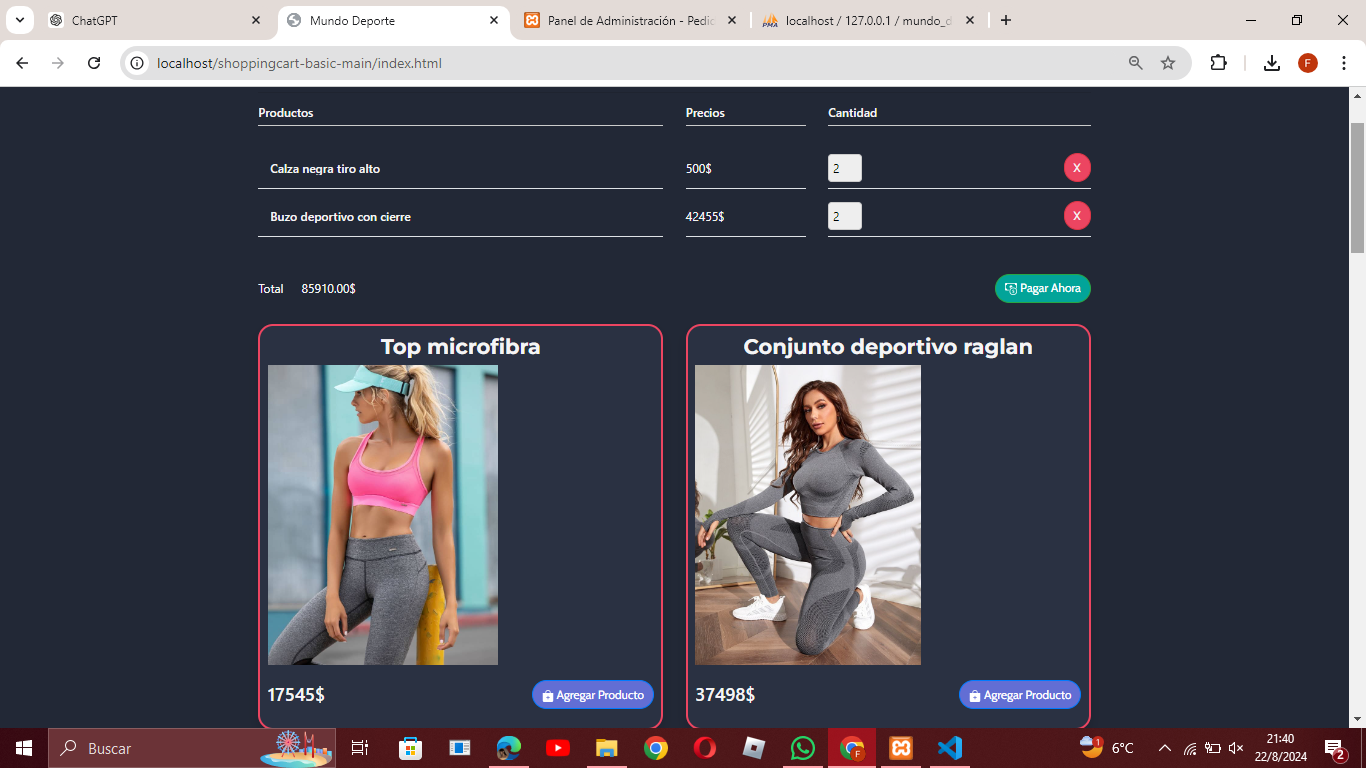 ChatGPT
Mundo Deporte
Panel de Administración - Pedic
localhost / 127.0.0.1 / mundo_d
localhost/shoppingcart-basic-main/index.html
F
Productos Precios Cantidad
Calza negra tiro alto 500$ 2 X
Buzo deportivo con cierre 42455$ 2 X
Total 85910.00$ Pagar Ahora
Top microfibra
Conjunto deportivo raglan
17545$ Agregar Producto
37498$ Agregar Producto
Buscar
F
1
6°C
21:40
22/8/2024
2